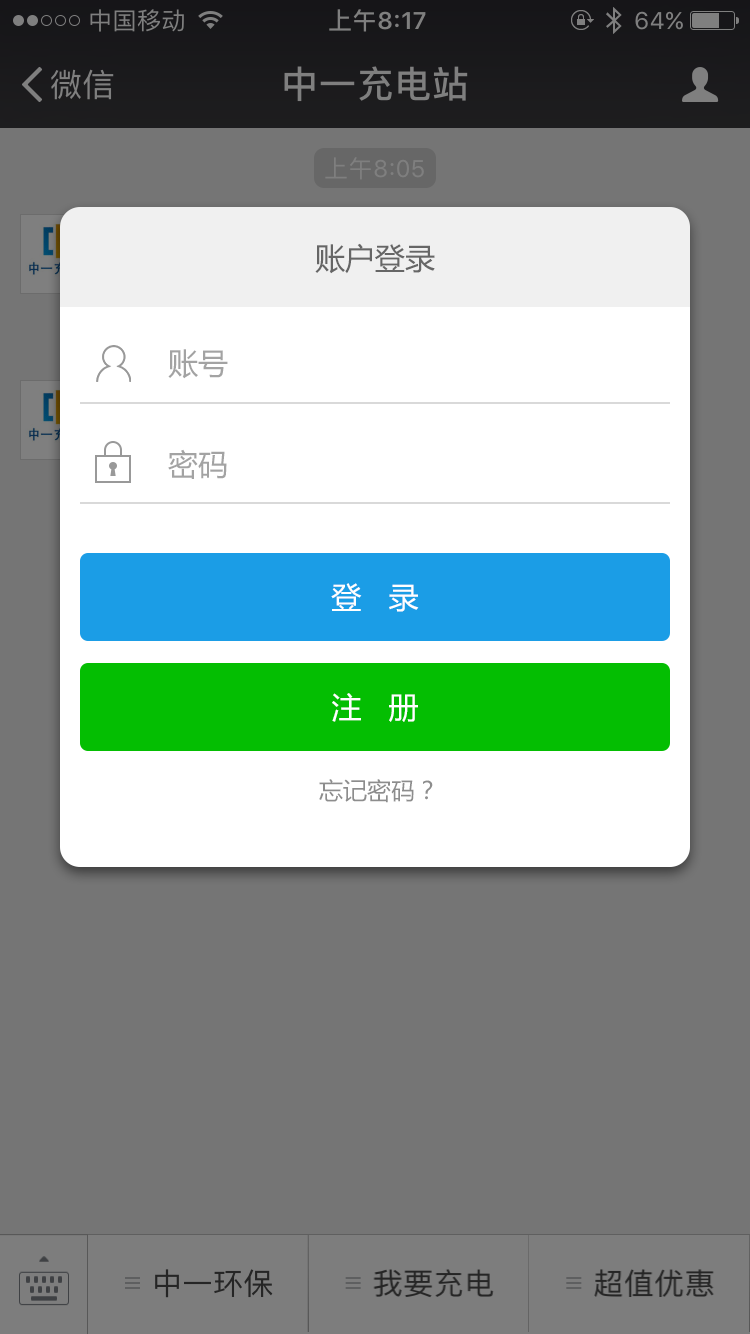 中国移动 上午8:17 64%
微信 中一充电站
上午8:05
账户登录
中一充
账号
中一充
密码
登 录
注 册
忘记密码？
中一环保 我要充电 超值优惠